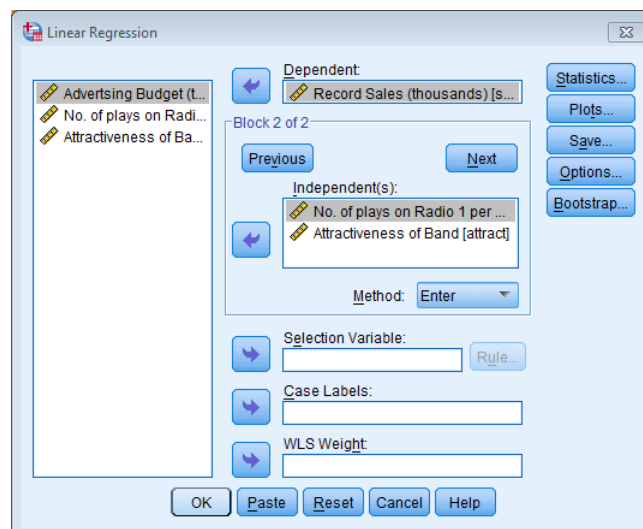 Linear Regression
Advertsing Budget (t...
No. of plays on Radi...
Attractiveness of Ba...
Dependent:
Record Sales (thousands) [s...
Block 2 of 2
Previous
Next
Independent(s):
No. of plays on Radio 1 per ...
Attractiveness of Band [attract]
Method:
Enter
Selection Variable:
Rule...
Case Labels:
WLS Weight:
Statistics...
Plots...
Save...
Options...
Bootstrap...
OK
Paste
Reset
Cancel
Help